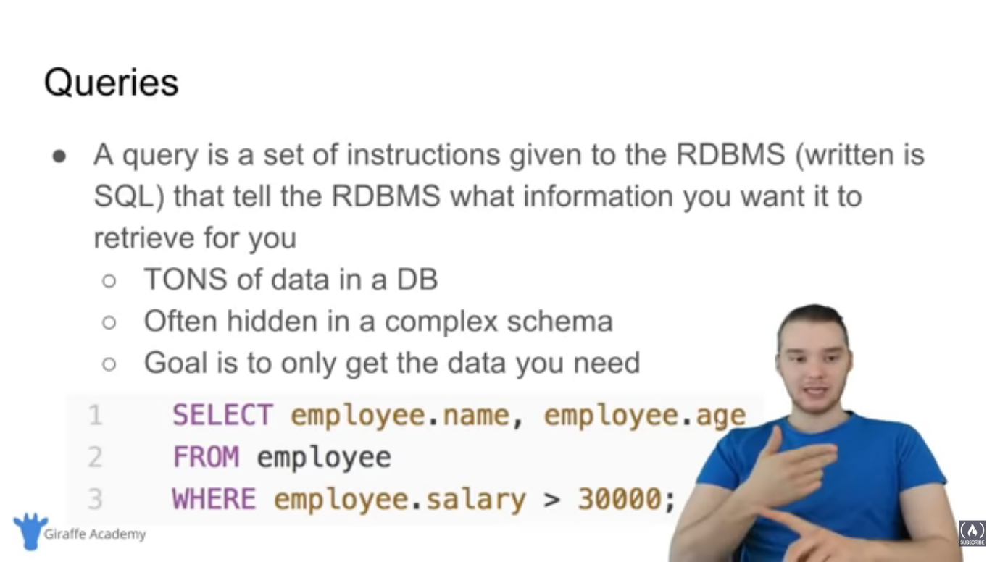 Queries
● A query is a set of instructions given to the RDBMS (written is
SQL) that tell the RDBMS what information you want it to
retrieve for you
○ TONS of data in a DB
○ Often hidden in a complex schema
○ Goal is to only get the data you need
1 SELECT employee.name, employee.age
2 FROM employee
3 WHERE employee.salary > 30000;
Giraffe Academy
SUBSCRIBE